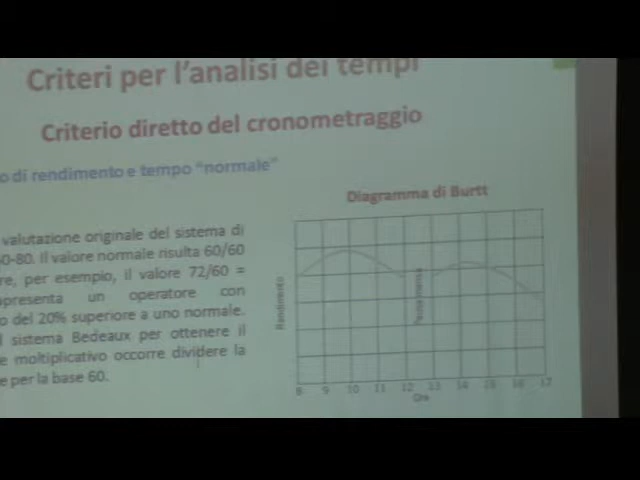 Criteri per l'analisi dei tempi
Criterio diretto del cronometraggio
o di rendimento e tempo "normale"
Diagramma di Burtt
valutazione originale del sistema di
0-80. Il valore normale risulta 60/60
re, per esempio, il valore 72/60 =
presenta un operatore con
o del 20% superiore a uno normale.
l sistema Bedeaux per ottenere il
e moltiplicativo occorre dividere la
e per la base 60.
Rendimento
8 9 10 11 12 13 14 15 16 17
Ore